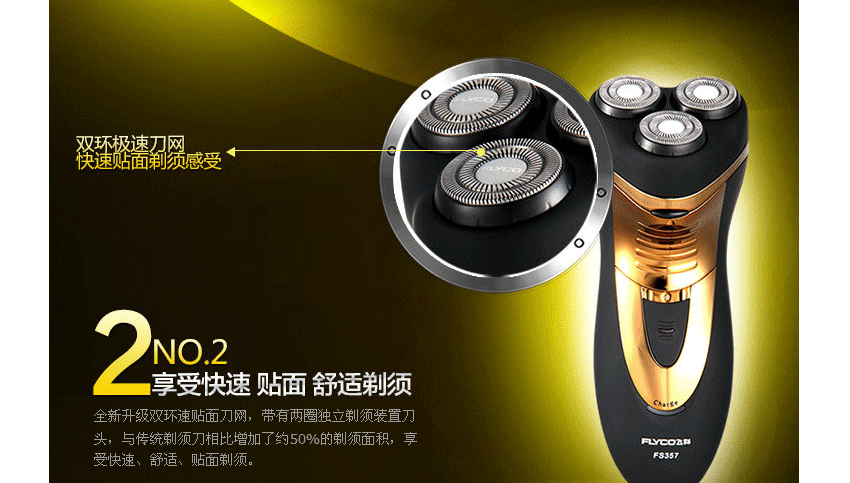 双环极速刀网
快速贴面剃须感受
FLYCO
FLYCO
2 NO.2
享受快速 贴面 舒适剃须
全新升级双环速贴面刀网，带有两圈独立剃须装置刀
头，与传统剃须刀相比增加了约50%的剃须面积，享
受快速、舒适、贴面剃须。
Charge
FLYCO飞科
FS357